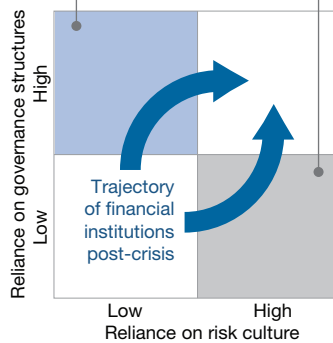 Reliance on governance structures
High
Low
Trajectory
of financial
institutions
post-crisis
Low
High
Reliance on risk culture